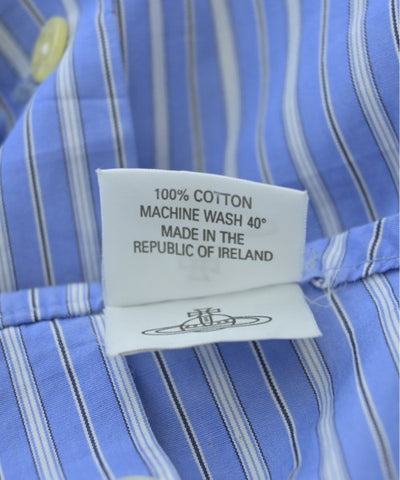 100% COTTON
MACHINE WASH 40°
MADE IN THE
REPUBLIC OF IRELAND